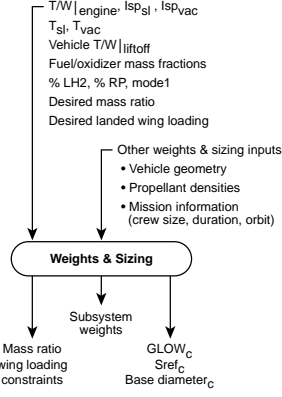 T/W|engine, Ispsl, Ispvac
Tsl, Tvac
Vehicle T/W|liftoff
Fuel/oxidizer mass fractions
% LH2, % RP, mode1
Desired mass ratio
Desired landed wing loading
Other weights & sizing inputs
• Vehicle geometry
• Propellant densities
• Mission information
(crew size, duration, orbit)
Weights & Sizing
Subsystem
weights
Mass ratio
wing loading
constraints
GLOWC
SrefC
Base diameterC